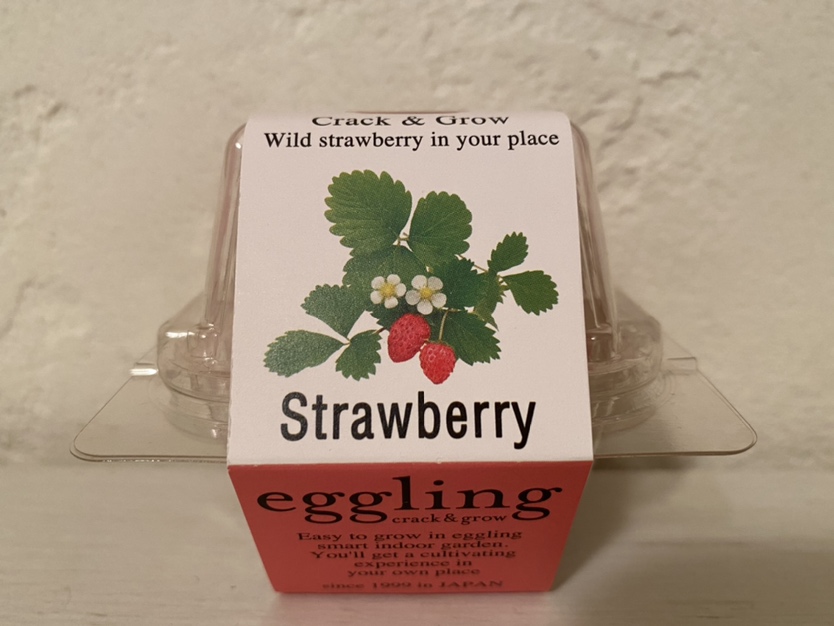 Crack & Grow
Wild strawberry in your place
Strawberry
eggling
crack&grow
Easy to grow in eggling
smart indoor garden.
You'll get a cultivating
experience in
your own place
since 1999 in JAPAN